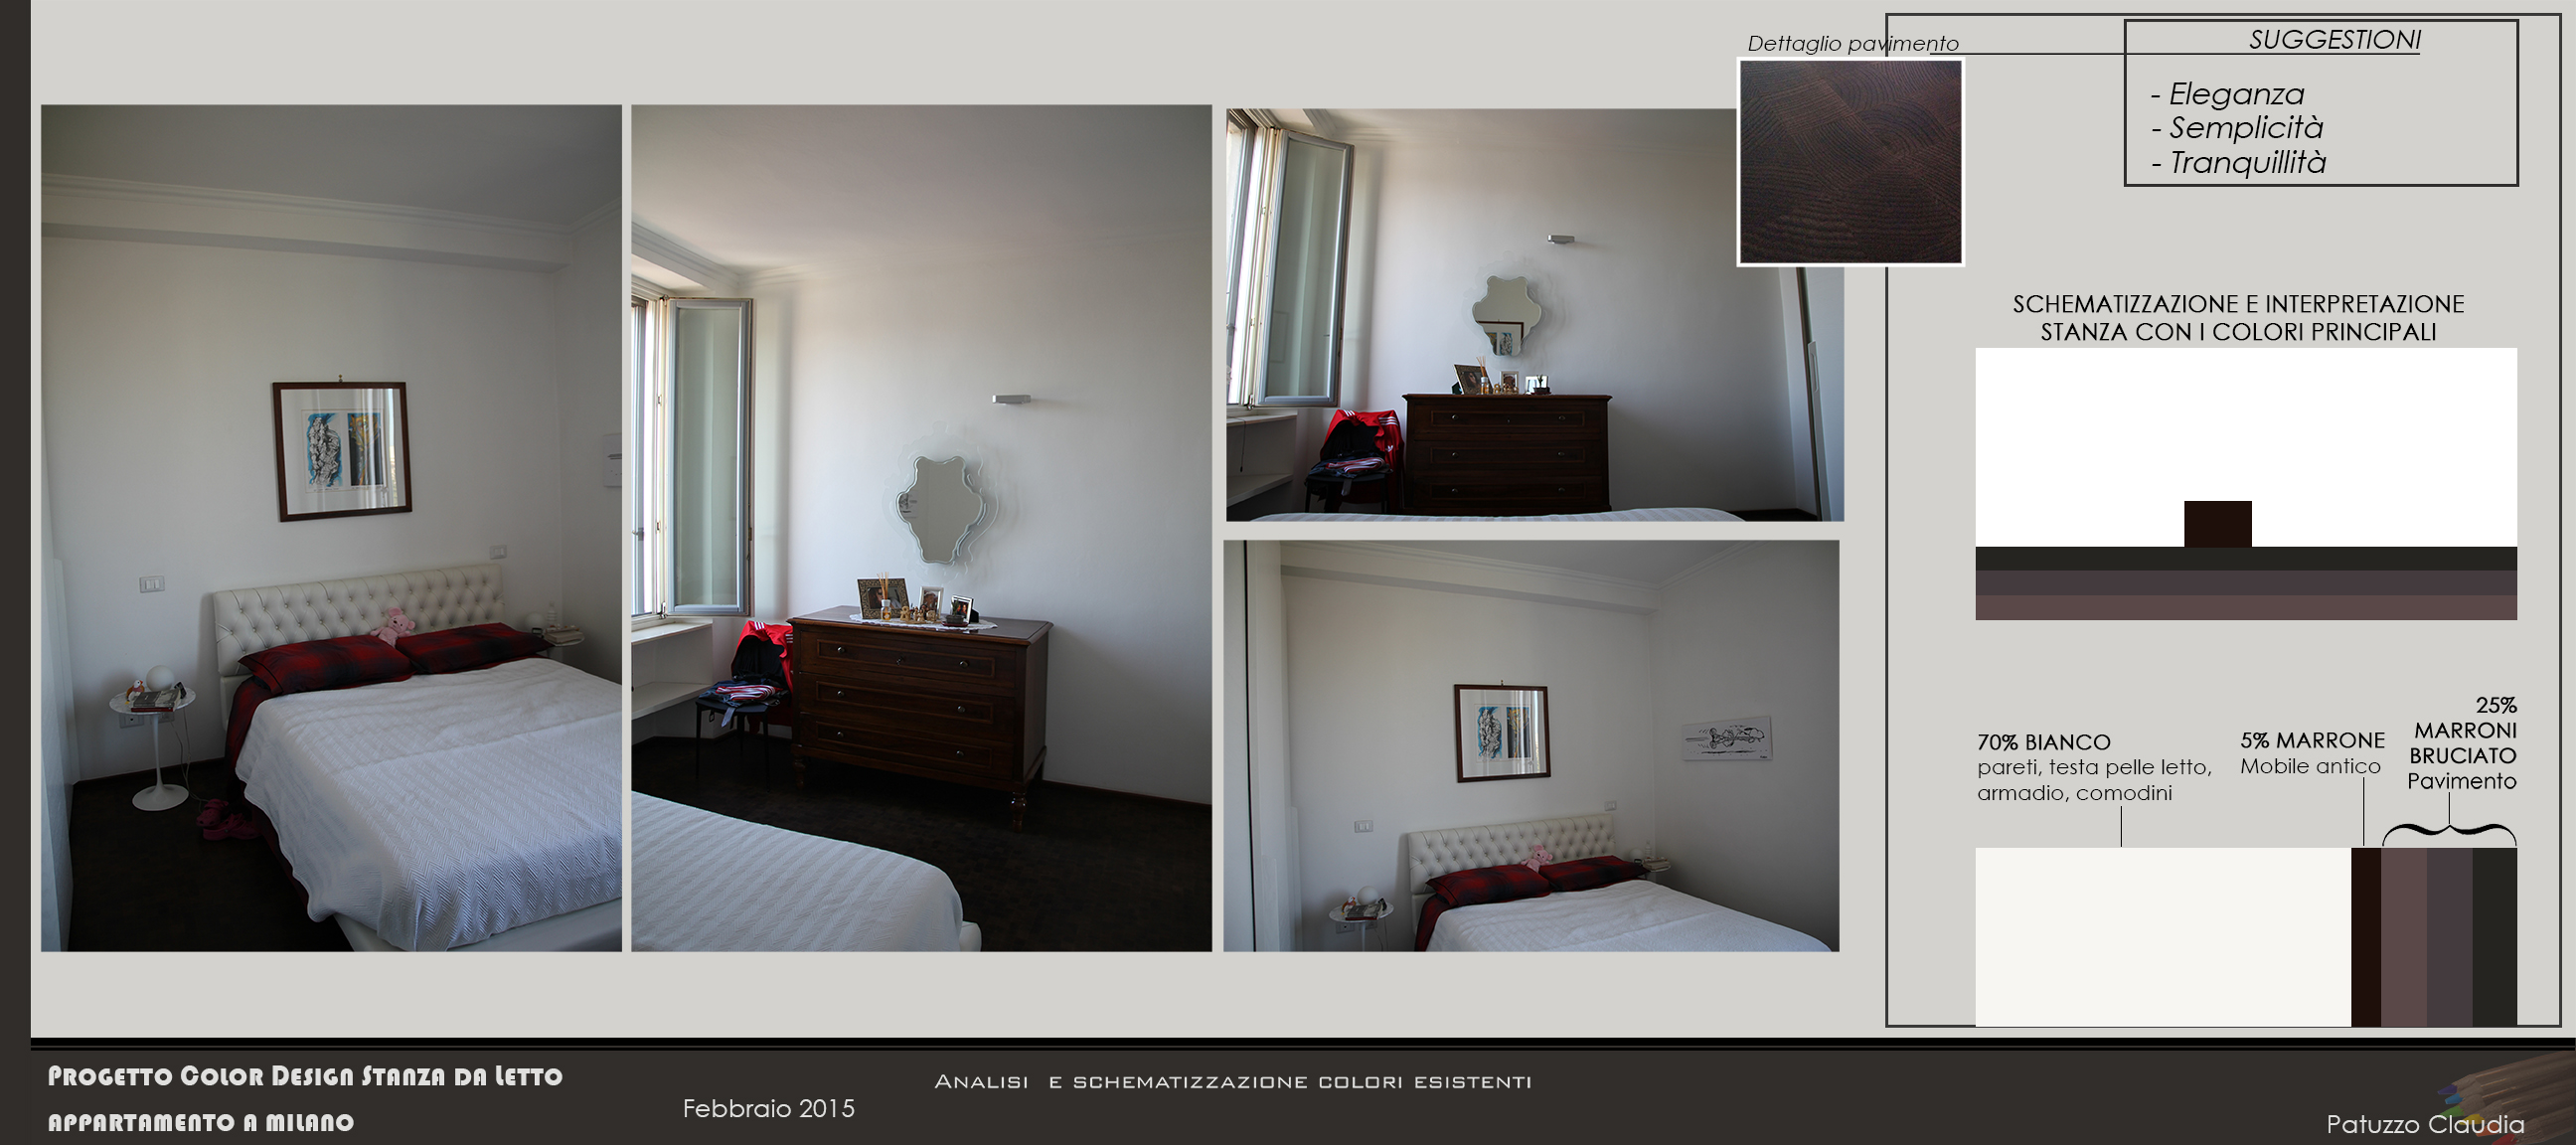 Dettaglio pavimento
SUGGESTIONI
- Eleganza
- Semplicità
- Tranquillità
SCHEMATIZZAZIONE E INTERPRETAZIONE
STANZA CON I COLORI PRINCIPALI
70% BIANCO
pareti, testa pelle letto,
armadio, comodini
5% MARRONE
Mobile antico
25%
MARRONI
BRUCIATO
Pavimento
Progetto Color Design Stanza da Letto
appartamento a milano
Febbraio 2015
Analisi e schematizzazione colori esistenti
Patuzzo Claudia